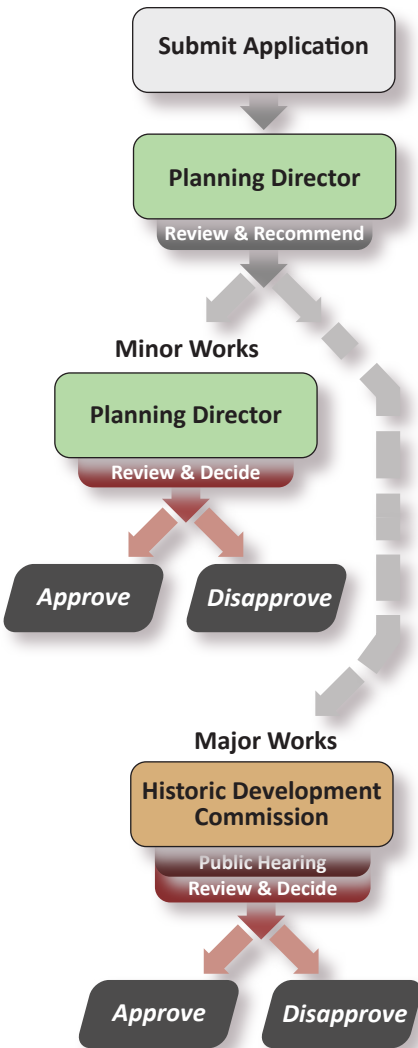 Submit Application
Planning Director
Review & Recommend
Minor Works
Planning Director
Review & Decide
Approve
Disapprove
Major Works
Historic Development
Commission
Public Hearing
Review & Decide
Approve
Disapprove